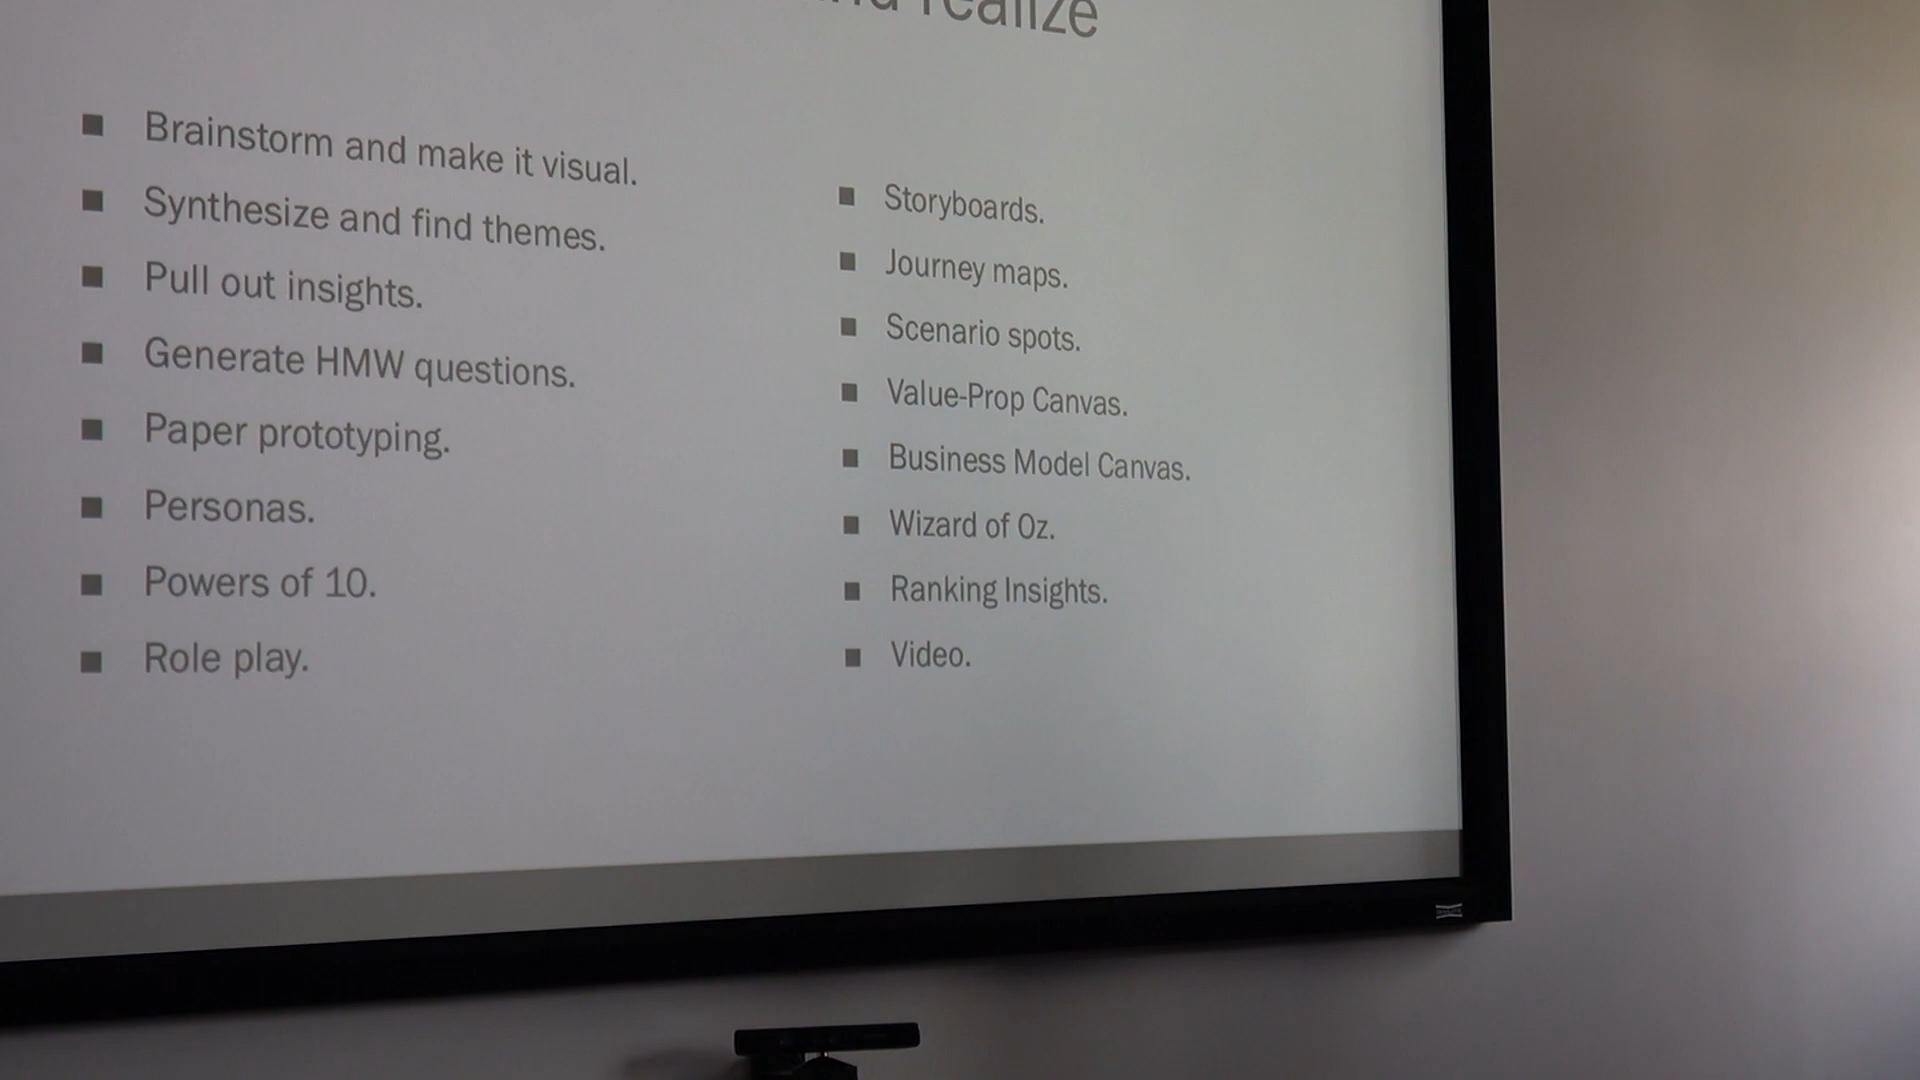 and realize
Brainstorm and make it visual.
Synthesize and find themes.
Pull out insights.
Generate HMW questions.
Paper prototyping.
Personas.
Powers of 10.
Role play.
Storyboards.
Journey maps.
Scenario spots.
Value-Prop Canvas.
Business Model Canvas.
Wizard of Oz.
Ranking Insights.
Video.